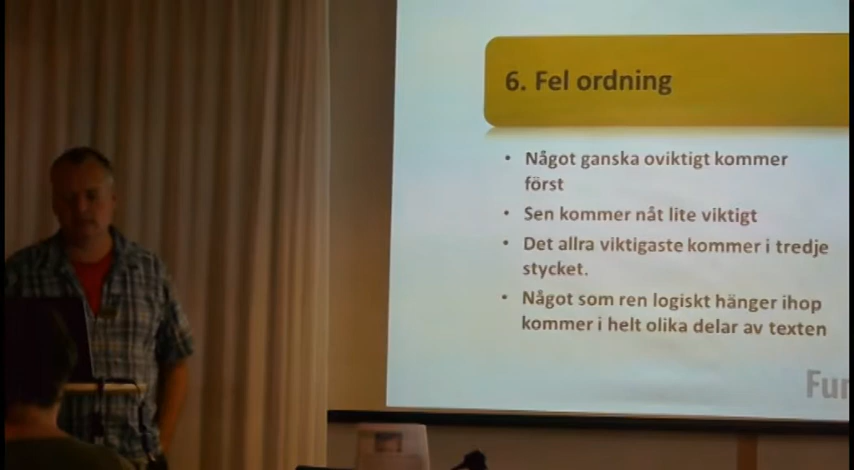 6. Fel ordning
• Något ganska oviktigt kommer
först
• Sen kommer nåt lite viktigt
• Det allra viktigaste kommer i tredje
stycket.
• Något som ren logiskt hänger ihop
kommer i helt olika delar av texten
Fur